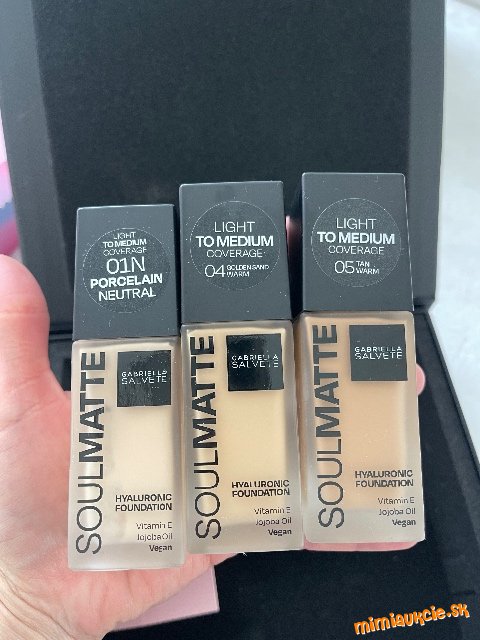 LIGHT
TO MEDIUM
COVERAGE
01N
PORCELAIN
NEUTRAL
SOULMATTE
GABRIELLA
SALVETE
HYALURONIC
FOUNDATION
Vitamin E
Jojoba Oil
Vegan
LIGHT
TO MEDIUM
COVERAGE
04 GOLDEN SAND
WARM
SOULMATTE
GABRIELLA
SALVETE
HYALURONIC
FOUNDATION
Vitamin E
Jojoba Oil
Vegan
LIGHT
TO MEDIUM
COVERAGE
05 TAN
WARM
SOULMATTE
GABRIELLA
SALVETE
HYALURONIC
FOUNDATION
Vitamin E
Jojoba Oil
Vegan
mimiaukcie.sk